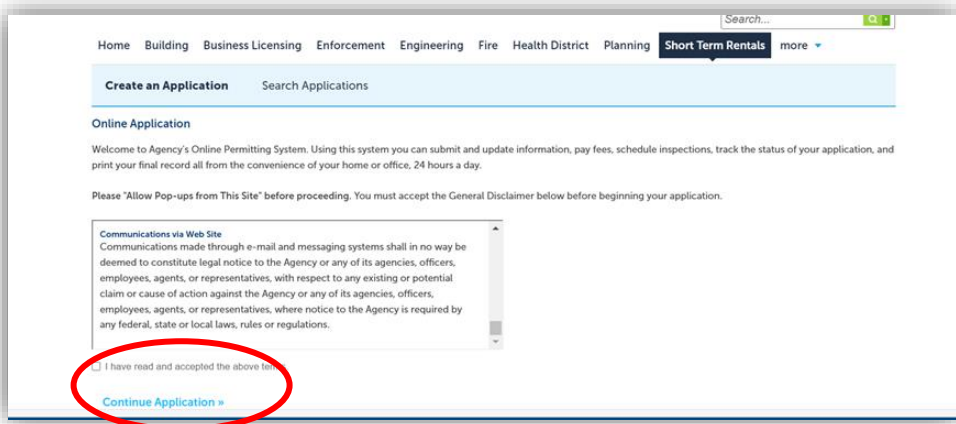 Search...
Home Building Business Licensing Enforcement Engineering Fire Health District Planning Short Term Rentals more
Create an Application Search Applications
Online Application
Welcome to Agency's Online Permitting System. Using this system you can submit and update information, pay fees, schedule inspections, track the status of your application, and
print your final record all from the convenience of your home or office, 24 hours a day.
Please "Allow Pop-ups from This Site" before proceeding. You must accept the General Disclaimer below before beginning your application.
Communications via Web Site
Communications made through e-mail and messaging systems shall in no way be
deemed to constitute legal notice to the Agency or any of its agencies, officers,
employees, agents, or representatives, with respect to any existing or potential
claim or cause of action against the Agency or any of its agencies, officers,
employees, agents, or representatives, where notice to the Agency is required by
any federal, state or local laws, rules or regulations.
I have read and accepted the above terms.
Continue Application »